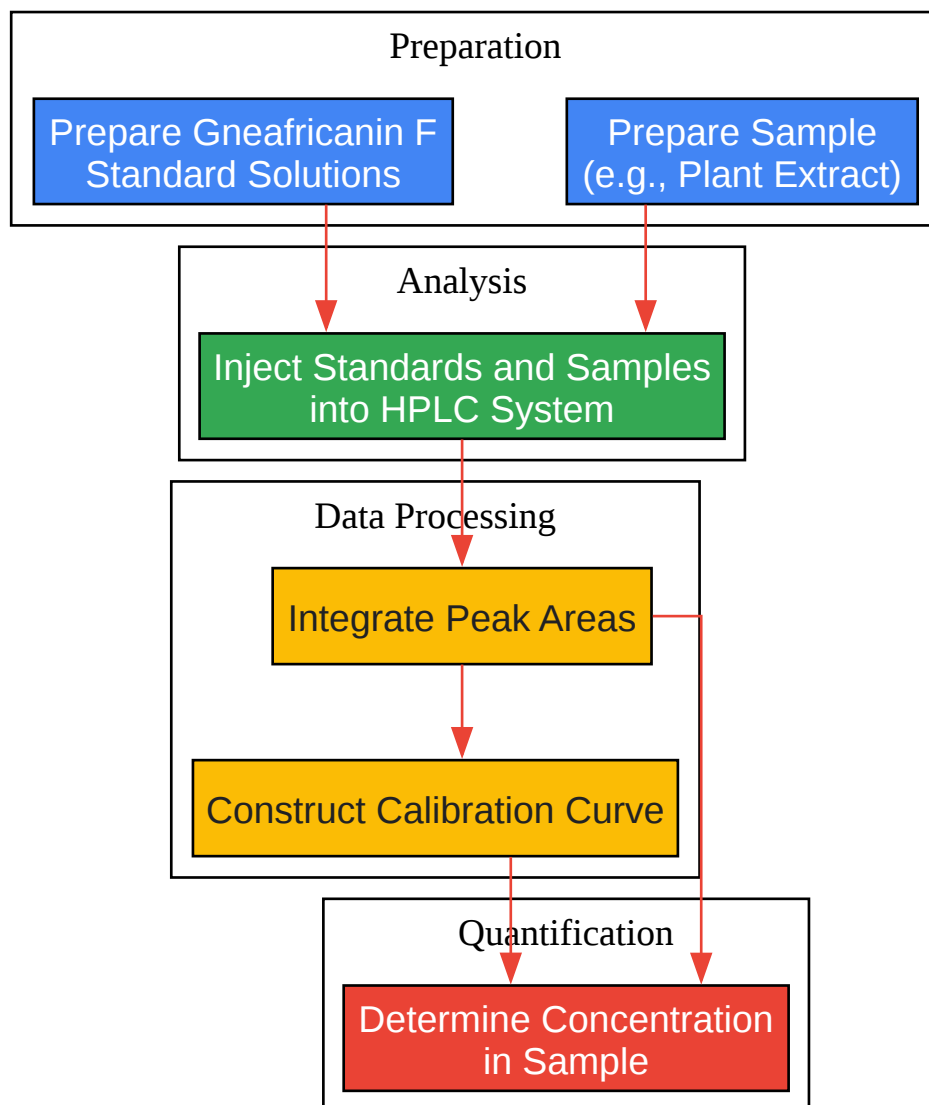 Preparation
Prepare Gneafricanin F
Standard Solutions
Prepare Sample
(e.g., Plant Extract)
Analysis
Inject Standards and Samples
into HPLC System
Data Processing
Integrate Peak Areas
Construct Calibration Curve
Quantification
Determine Concentration
in Sample